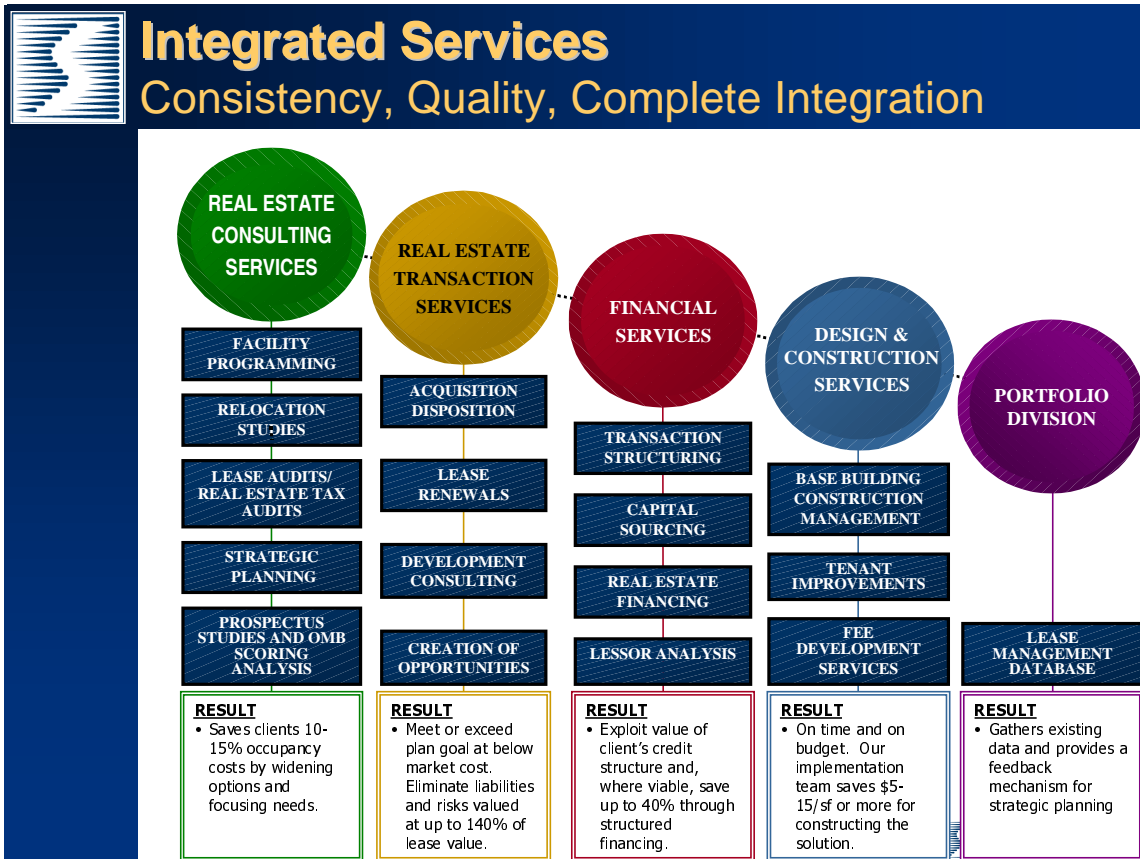 Integrated Services
Consistency, Quality, Complete Integration
REAL ESTATE
CONSULTING
SERVICES
FACILITY
PROGRAMMING
RELOCATION
STUDIES
LEASE AUDITS/
REAL ESTATE TAX
AUDITS
STRATEGIC
PLANNING
PROSPECTUS
STUDIES AND OMB
SCORING
ANALYSIS
RESULT
• Saves clients 10-
15% occupancy
costs by widening
options and
focusing needs.
REAL ESTATE
TRANSACTION
SERVICES
ACQUISITION
DISPOSITION
LEASE
RENEWALS
DEVELOPMENT
CONSULTING
CREATION OF
OPPORTUNITIES
RESULT
• Meet or exceed
plan goal at below
market cost.
Eliminate liabilities
and risks valued
at up to 140% of
lease value.
FINANCIAL
SERVICES
TRANSACTION
STRUCTURING
CAPITAL
SOURCING
REAL ESTATE
FINANCING
LESSOR ANALYSIS
RESULT
• Exploit value of
client’s credit
structure and,
where viable, save
up to 40% through
structured
financing.
DESIGN &
CONSTRUCTION
SERVICES
BASE BUILDING
CONSTRUCTION
MANAGEMENT
TENANT
IMPROVEMENTS
FEE
DEVELOPMENT
SERVICES
RESULT
• On time and on
budget.  Our
implementation
team saves $5-
15/sf or more for
constructing the
solution.
PORTFOLIO
DIVISION
LEASE
MANAGEMENT
DATABASE
RESULT
• Gathers existing
data and provides a
feedback
mechanism for
strategic planning